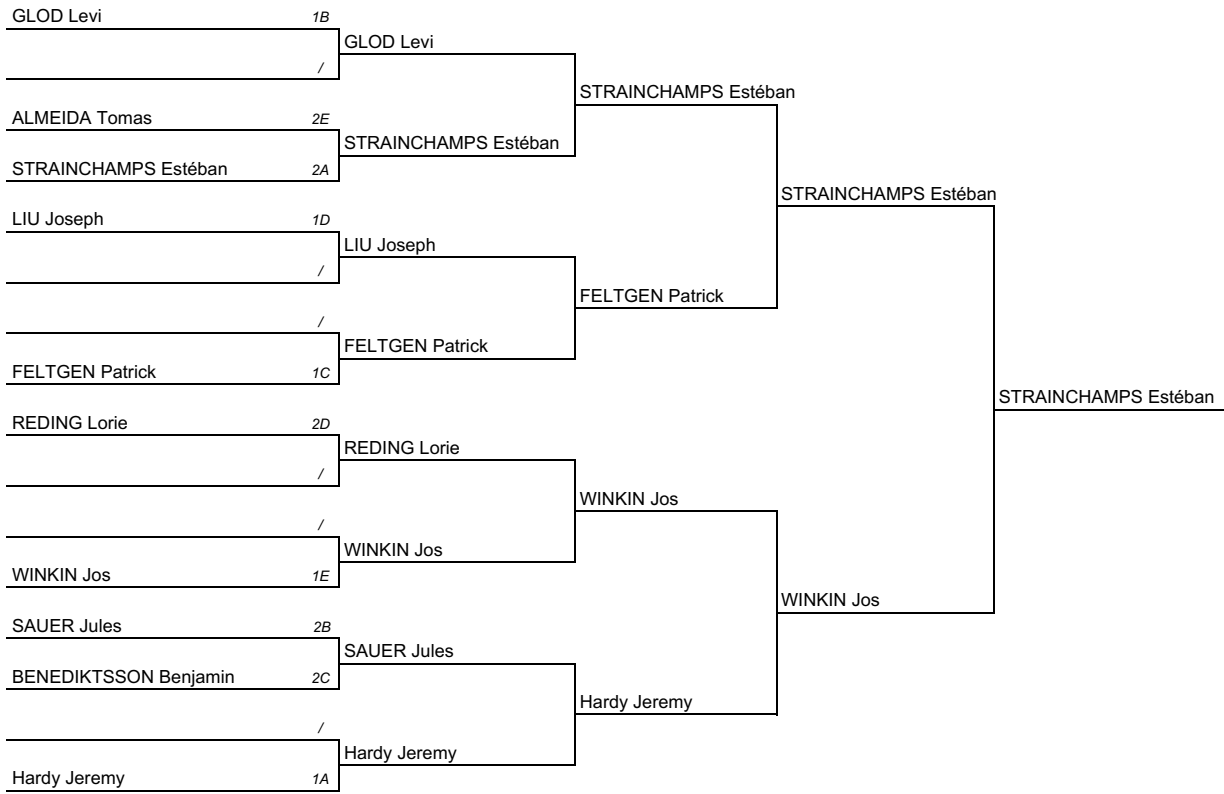 GLOD Levi 1B
GLOD Levi
/
STRAINCHAMPS Estéban
ALMEIDA Tomas 2E
STRAINCHAMPS Estéban
STRAINCHAMPS Estéban 2A
STRAINCHAMPS Estéban
LIU Joseph 1D
LIU Joseph
/
FELTGEN Patrick
/
FELTGEN Patrick
FELTGEN Patrick 1C
STRAINCHAMPS Estéban
REDING Lorie 2D
REDING Lorie
/
WINKIN Jos
/
WINKIN Jos
WINKIN Jos 1E
WINKIN Jos
SAUER Jules 2B
SAUER Jules
BENEDIKTSSON Benjamin 2C
Hardy Jeremy
/
Hardy Jeremy
Hardy Jeremy 1A